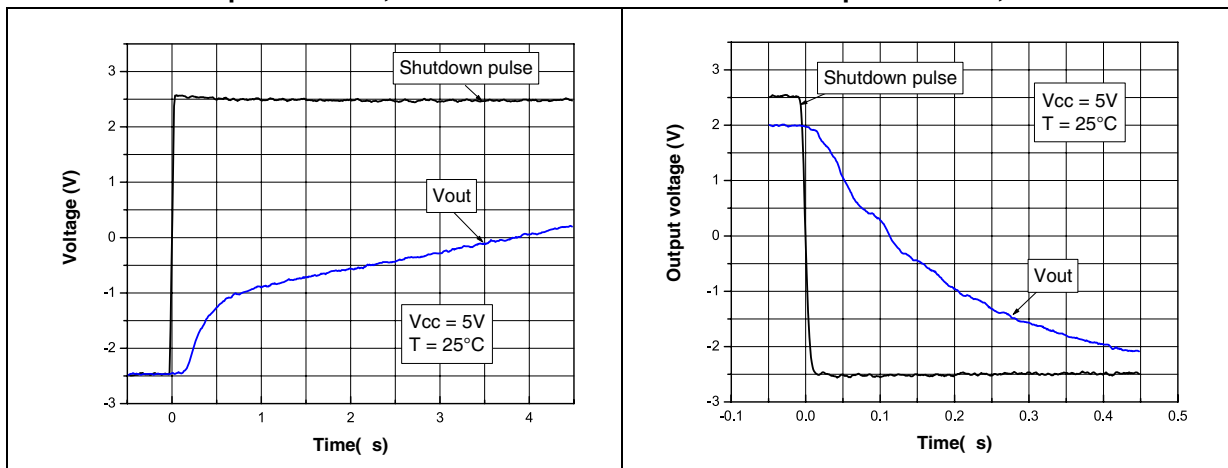 3
2
1
0
-1
-2
-3
Voltage (V)
Shutdown pulse
Vout
Vcc = 5V
T = 25°C
0
1
2
3
4
Time( s)
3
2
1
0
-1
-2
-3
Output voltage (V)
Shutdown pulse
Vcc = 5V
T = 25°C
Vout
-0.1
0.0
0.1
0.2
0.3
0.4
0.5
Time( s)